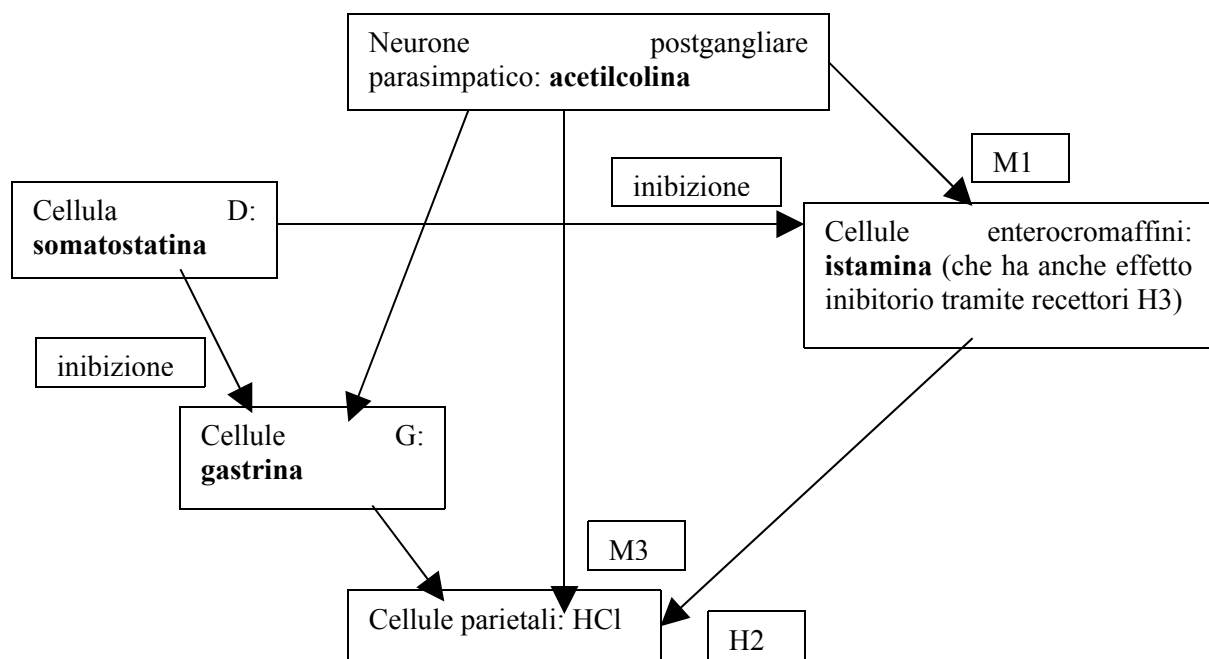 Neurone postgangliare
parasimpatico: acetilcolina
M1
inibizione
Cellula D:
somatostatina
Cellule enterocromaffini:
istamina (che ha anche effetto
inibitorio tramite recettori H3)
inibizione
Cellule G:
gastrina
M3
Cellule parietali: HCl
H2